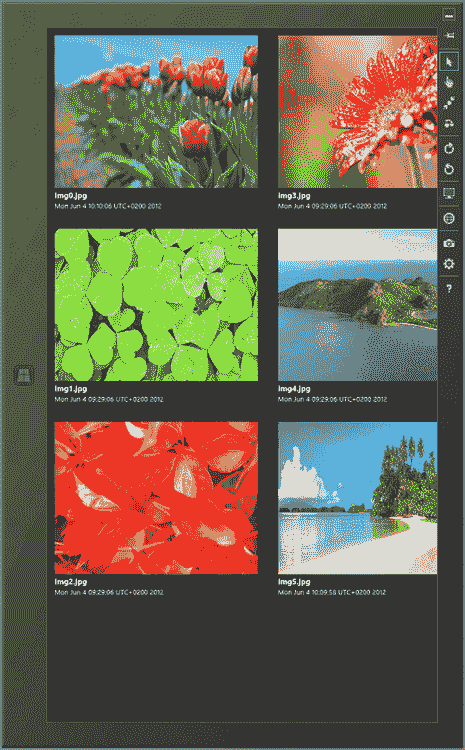 Img0.jpg
Mon Jun 4 10:10:06 UTC+0200 2012
Img3.jpg
Mon Jun 4 09:29:06 UTC+0200 2012
Img1.jpg
Mon Jun 4 09:29:06 UTC+0200 2012
Img4.jpg
Mon Jun 4 09:29:06 UTC+0200 2012
Img2.jpg
Mon Jun 4 09:29:06 UTC+0200 2012
Img5.jpg
Mon Jun 4 10:09:58 UTC+0200 2012
?